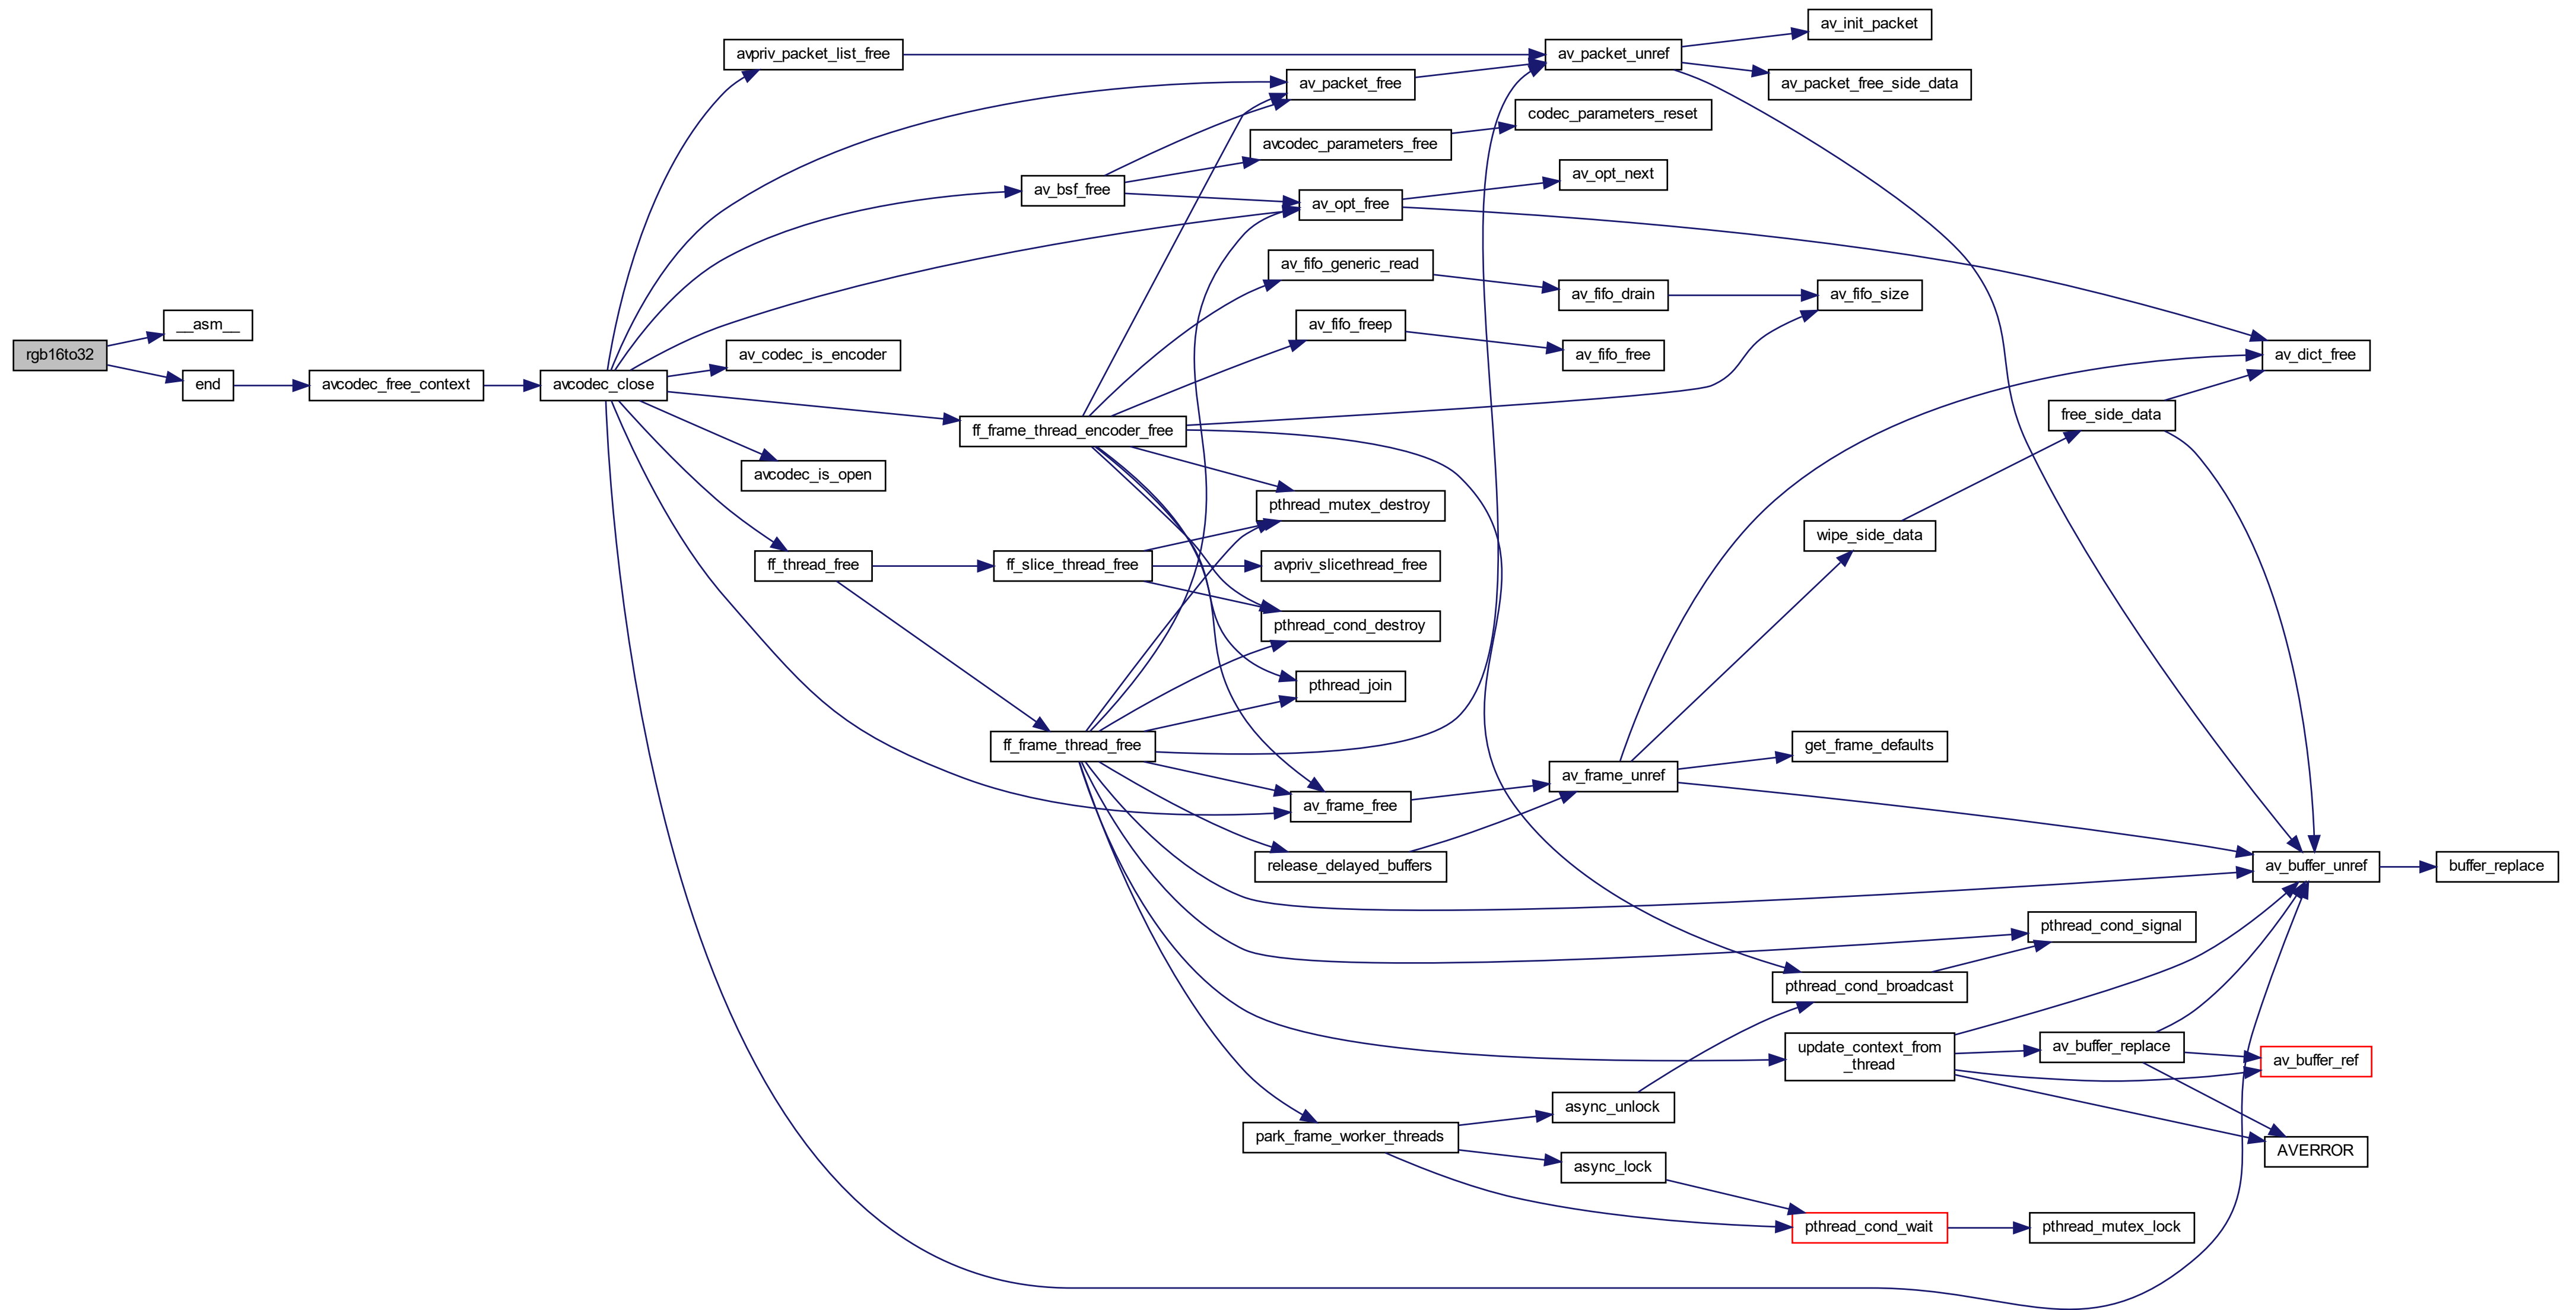 av_init_packet
avpriv_packet_list_free
av_packet_unref
av_packet_free
av_packet_free_side_data
codec_parameters_reset
avcodec_parameters_free
av_opt_next
av_bsf_free
av_opt_free
av_fifo_generic_read
av_fifo_drain
av_fifo_size
__asm__
av_fifo_freep
rgb16to32
av_codec_is_encoder
av_fifo_free
av_dict_free
end
avcodec_free_context
avcodec_close
free_side_data
ff_frame_thread_encoder_free
avcodec_is_open
pthread_mutex_destroy
wipe_side_data
ff_thread_free
ff_slice_thread_free
avpriv_slicethread_free
pthread_cond_destroy
pthread_join
ff_frame_thread_free
get_frame_defaults
av_frame_unref
av_frame_free
release_delayed_buffers
av_buffer_unref
buffer_replace
pthread_cond_signal
pthread_cond_broadcast
update_context_from
_thread
av_buffer_replace
av_buffer_ref
async_unlock
park_frame_worker_threads
AVERROR
async_lock
pthread_cond_wait
pthread_mutex_lock